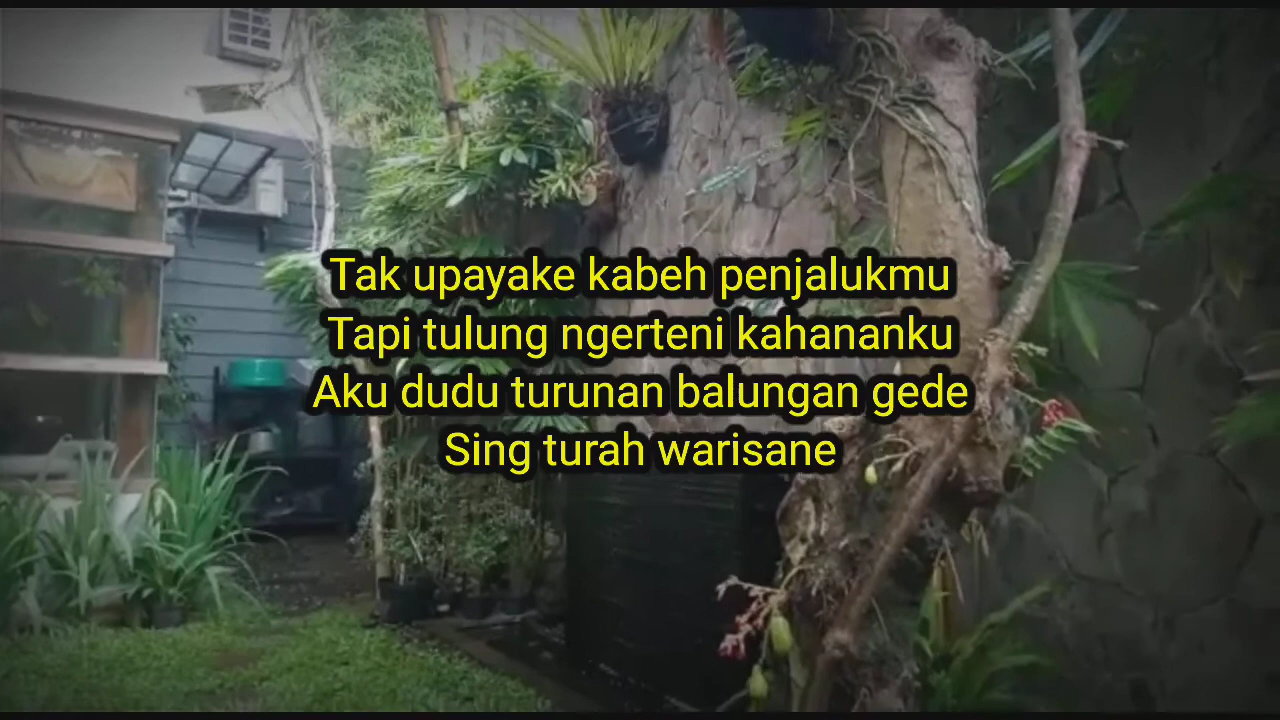 Tak upayake kabeh penjalukmu
Tapi tulung ngerteni kahananku
Aku dudu turunan balungan gede
Sing turah warisane